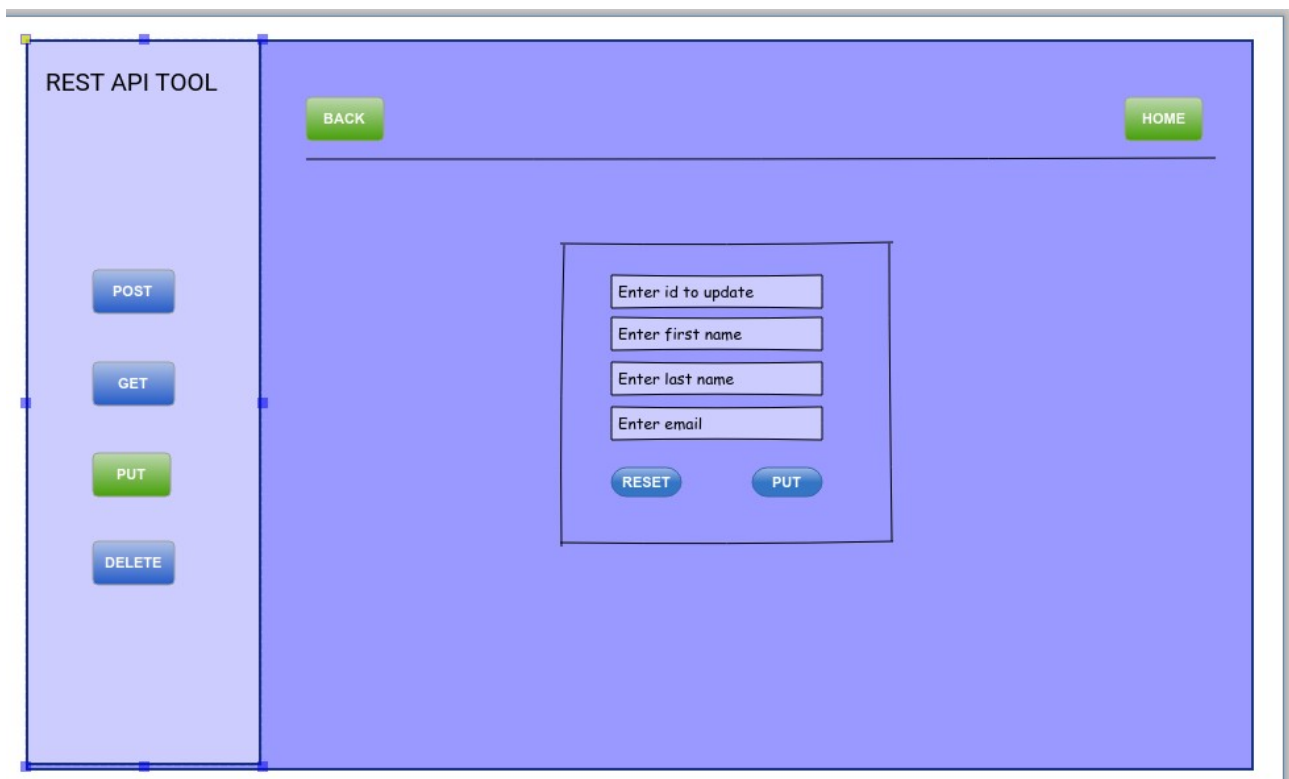 REST API TOOL
POST
GET
PUT
DELETE
BACK
HOME
Enter id to update
Enter first name
Enter last name
Enter email
RESET
PUT